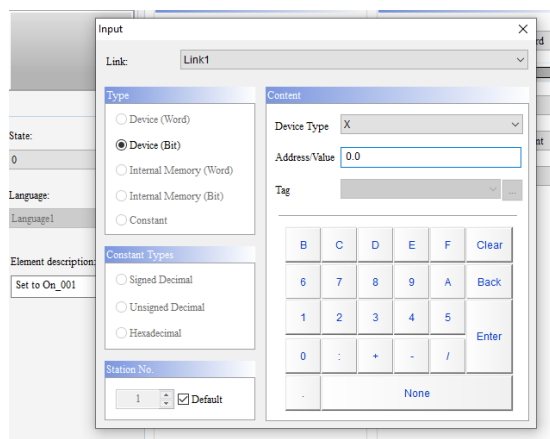 Input
Link: Link1
Type
Device (Word)
Device (Bit)
Internal Memory (Word)
Internal Memory (Bit)
Constant
Constant Types
Signed Decimal
Unsigned Decimal
Hexadecimal
Station No.
1 Default
Content
Device Type X
Address/Value 0.0
Tag ...
B C D E F Clear
6 7 8 9 A Back
1 2 3 4 5 Enter
0 : + - /
. None
State:
0
Language:
Language1
Element description:
Set to On_001
rd
nt